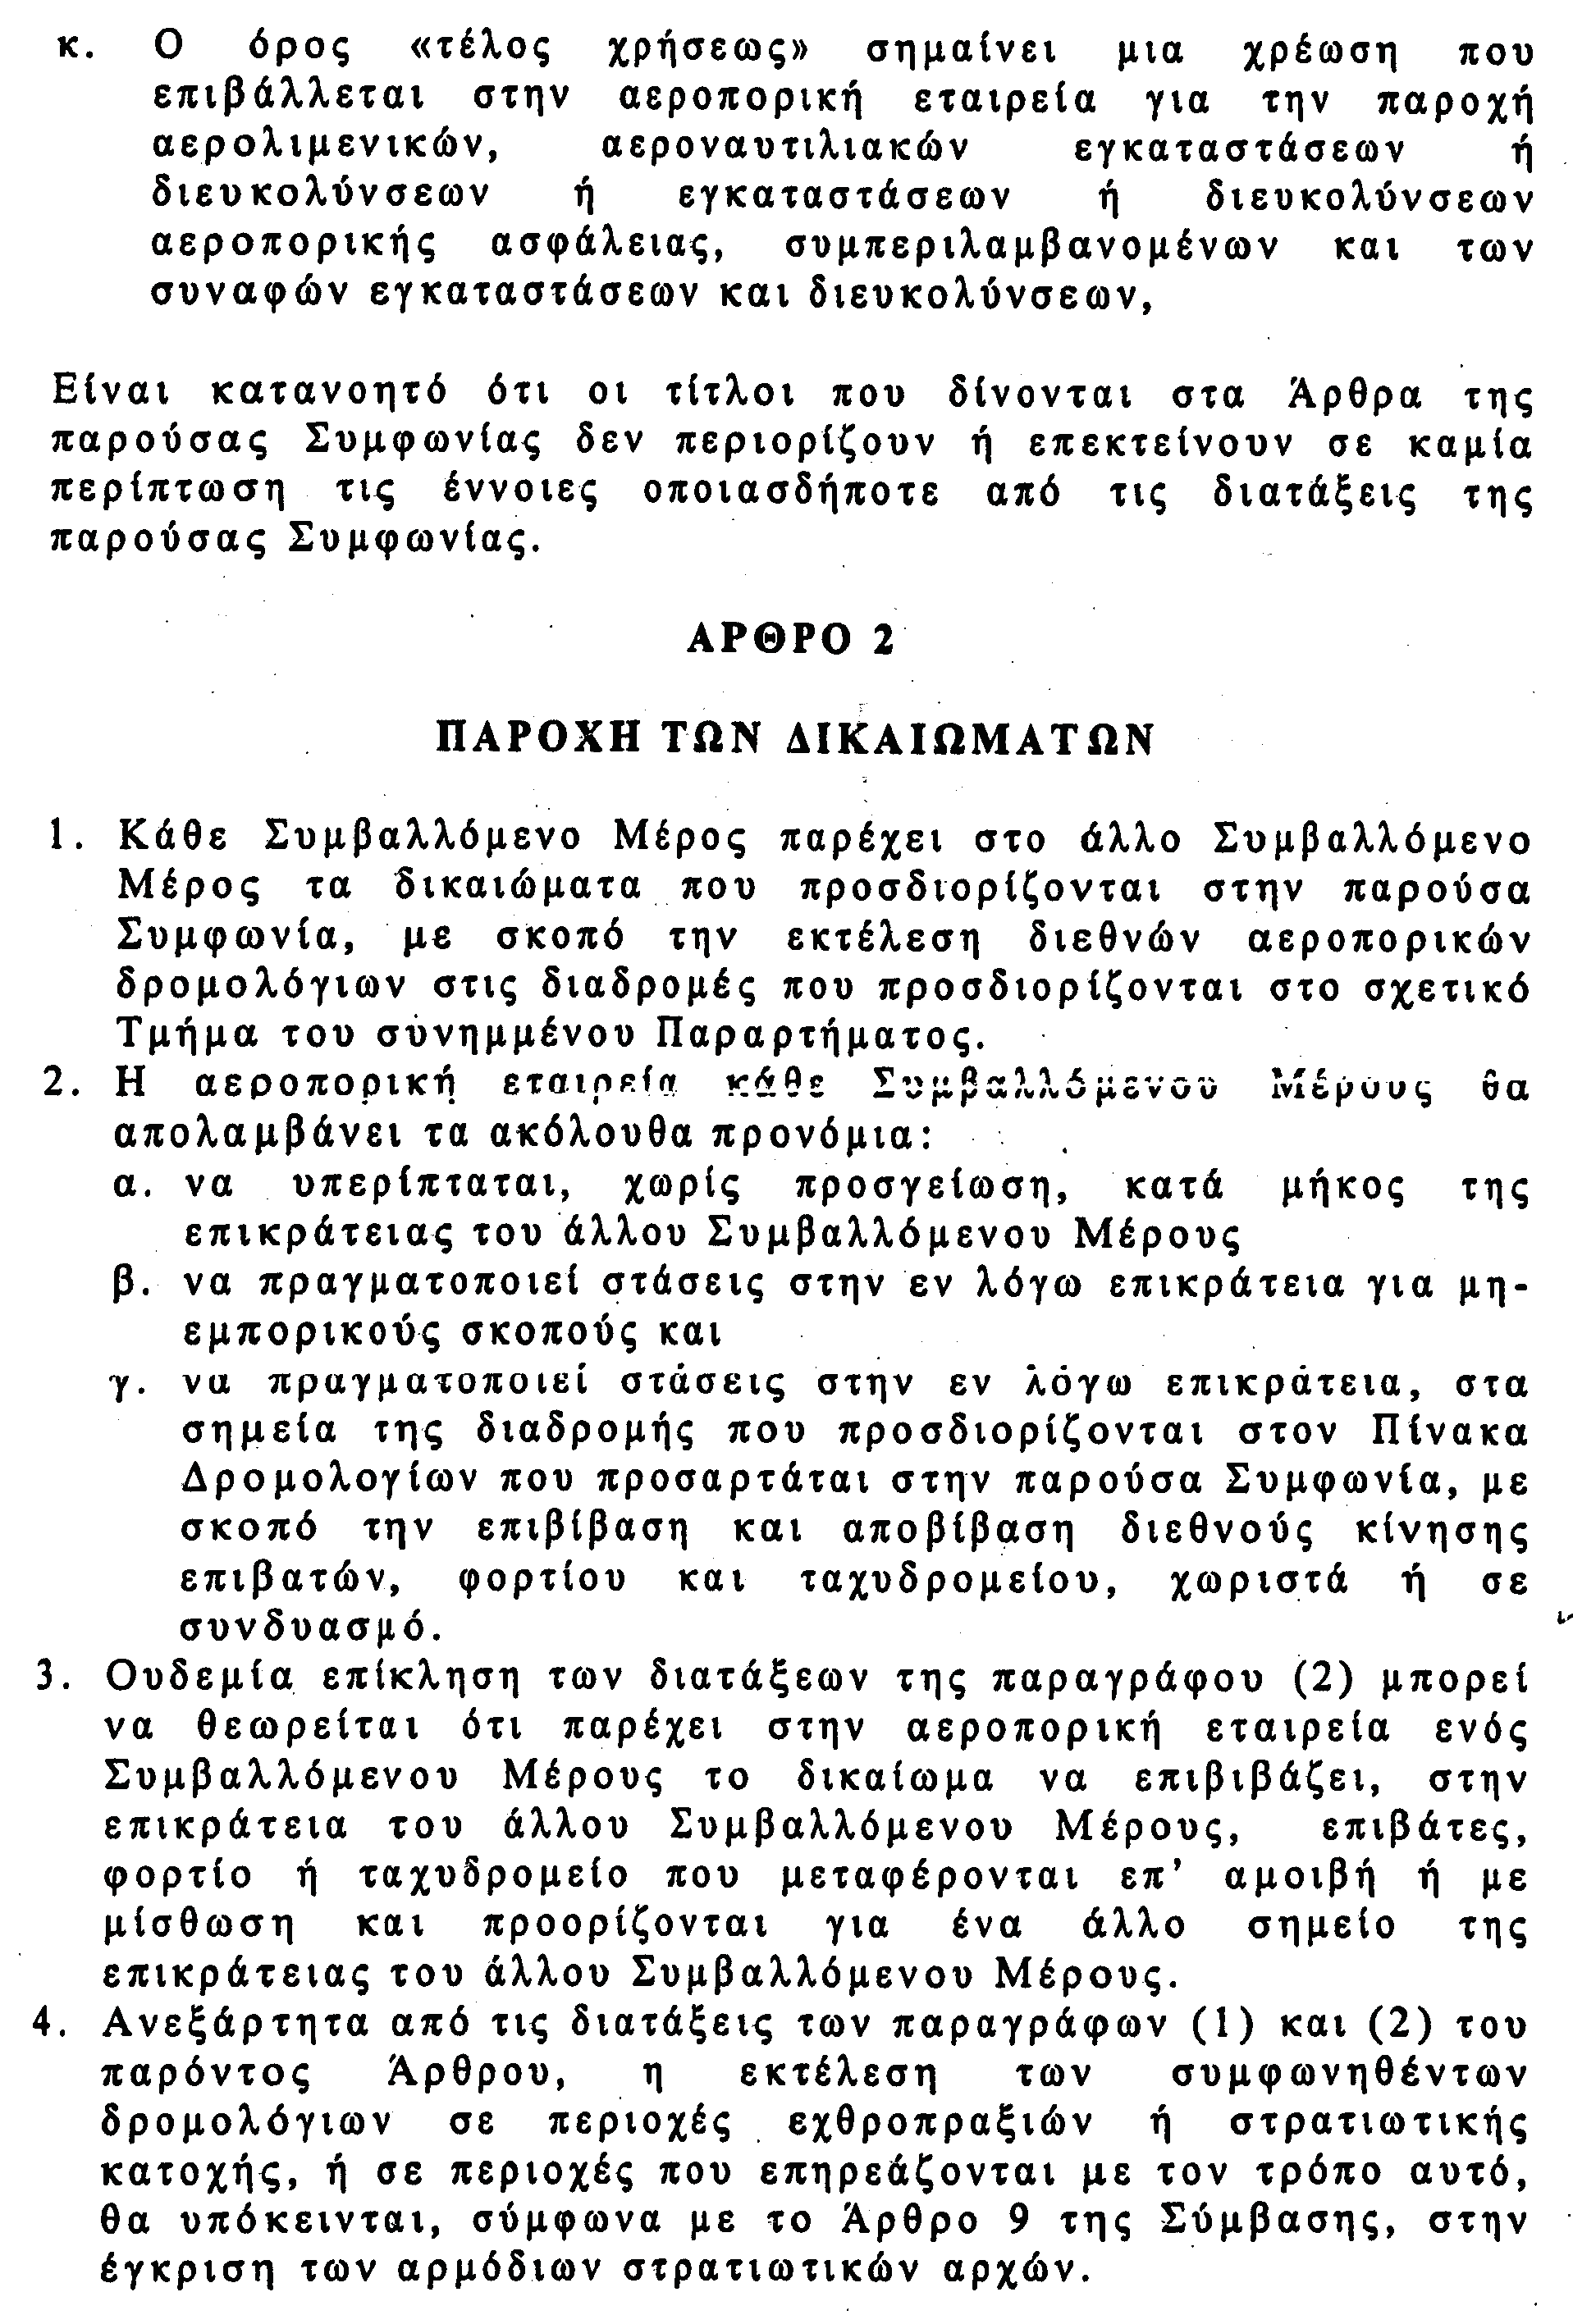 κ. Ο όρος «τέλος χρήσεως» σημαίνει μια χρέωση που
επιβάλλεται στην αεροπορική εταιρεία για την παροχή
αερολιμενικών, αεροναυτιλιακών εγκαταστάσεων ή
διευκολύνσεων ή εγκαταστάσεων ή διευκολύνσεων
αεροπορικής ασφάλειας, συμπεριλαμβανομένων και των
συναφών εγκαταστάσεων και διευκολύνσεων,
Είναι κατανοητό ότι οι τίτλοι που δίνονται στα Άρθρα της
παρούσας Συμφωνίας δεν περιορίζουν ή επεκτείνουν σε καμία
περίπτωση τις έννοιες οποιασδήποτε από τις διατάξεις της
παρούσας Συμφωνίας.
ΑΡΘΡΟ 2
ΠΑΡΟΧΗ ΤΩΝ ΔΙΚΑΙΩΜΑΤΩΝ
1. Κάθε Συμβαλλόμενο Μέρος παρέχει στο άλλο Συμβαλλόμενο
Μέρος τα δικαιώματα που προσδιορίζονται στην παρούσα
Συμφωνία, με σκοπό την εκτέλεση διεθνών αεροπορικών
δρομολόγιων στις διαδρομές που προσδιορίζονται στο σχετικό
Τμήμα του συνημμένου Παραρτήματος.
2. Η αεροπορική εταιρεία κάθε Συμβαλλόμενου Μέρους θα
απολαμβάνει τα ακόλουθα προνόμια:
α. να υπερίπταται, χωρίς προσγείωση, κατά μήκος της
επικράτειας του άλλου Συμβαλλόμενου Μέρους
β. να πραγματοποιεί στάσεις στην εν λόγω επικράτεια για μη-
εμπορικούς σκοπούς και
γ. να πραγματοποιεί στάσεις στην εν λόγω επικράτεια, στα
σημεία της διαδρομής που προσδιορίζονται στον Πίνακα
Δρομολογίων που προσαρτάται στην παρούσα Συμφωνία, με
σκοπό την επιβίβαση και αποβίβαση διεθνούς κίνησης
επιβατών, φορτίου και ταχυδρομείου, χωριστά ή σε
συνδυασμό.
3. Ουδεμία επίκληση των διατάξεων της παραγράφου (2) μπορεί
να θεωρείται ότι παρέχει στην αεροπορική εταιρεία ενός
Συμβαλλόμενου Μέρους το δικαίωμα να επιβιβάζει, στην
επικράτεια του άλλου Συμβαλλόμενου Μέρους, επιβάτες,
φορτίο ή ταχυδρομείο που μεταφέρονται επ' αμοιβή ή με
μίσθωση και προορίζονται για ένα άλλο σημείο της
επικράτειας του άλλου Συμβαλλόμενου Μέρους.
4. Ανεξάρτητα από τις διατάξεις των παραγράφων (1) και (2) του
παρόντος Άρθρου, η εκτέλεση των συμφωνηθέντων
δρομολόγιων σε περιοχές εχθροπραξιών ή στρατιωτικής
κατοχής, ή σε περιοχές που επηρεάζονται με τον τρόπο αυτό,
θα υπόκεινται, σύμφωνα με το Άρθρο 9 της Σύμβασης, στην
έγκριση των αρμόδιων στρατιωτικών αρχών.